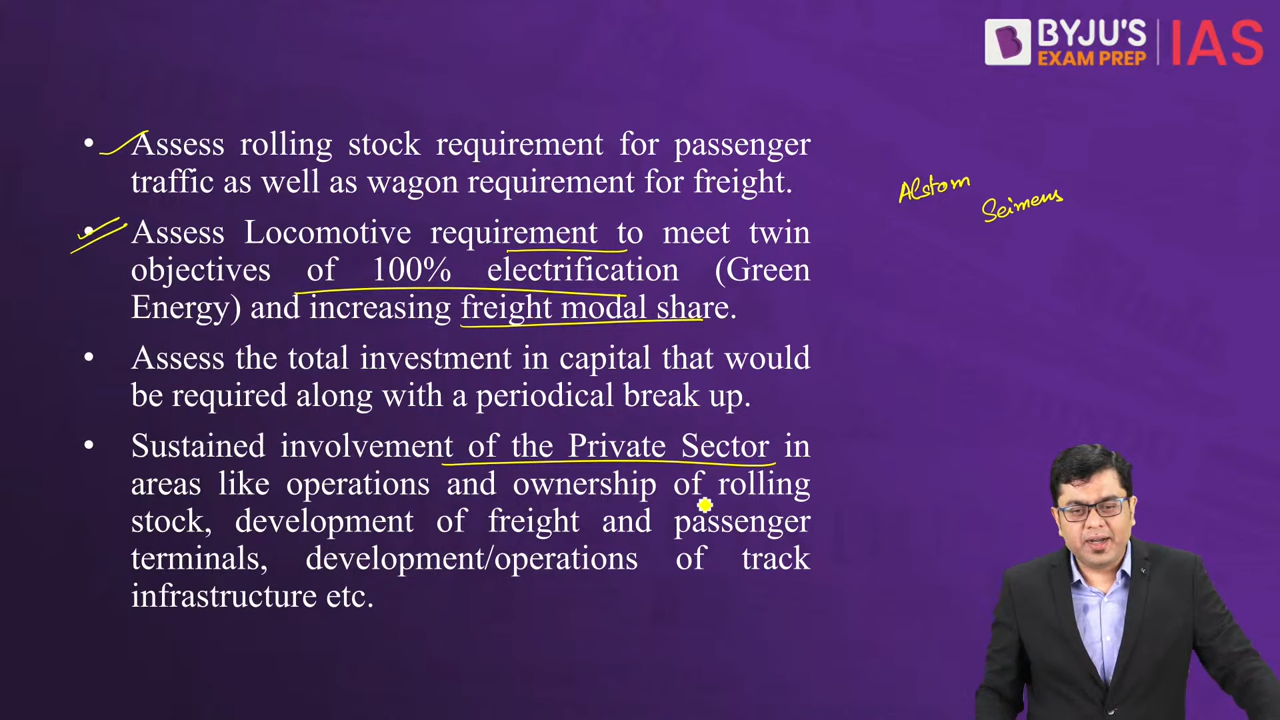 BYJU'S
EXAM PREP
IAS
• Assess rolling stock requirement for passenger
traffic as well as wagon requirement for freight.
• Assess Locomotive requirement to meet twin
objectives of 100% electrification (Green
Energy) and increasing freight modal share.
• Assess the total investment in capital that would
be required along with a periodical break up.
• Sustained involvement of the Private Sector in
areas like operations and ownership of rolling
stock, development of freight and passenger
terminals, development/operations of track
infrastructure etc.
Alstom
Seimens